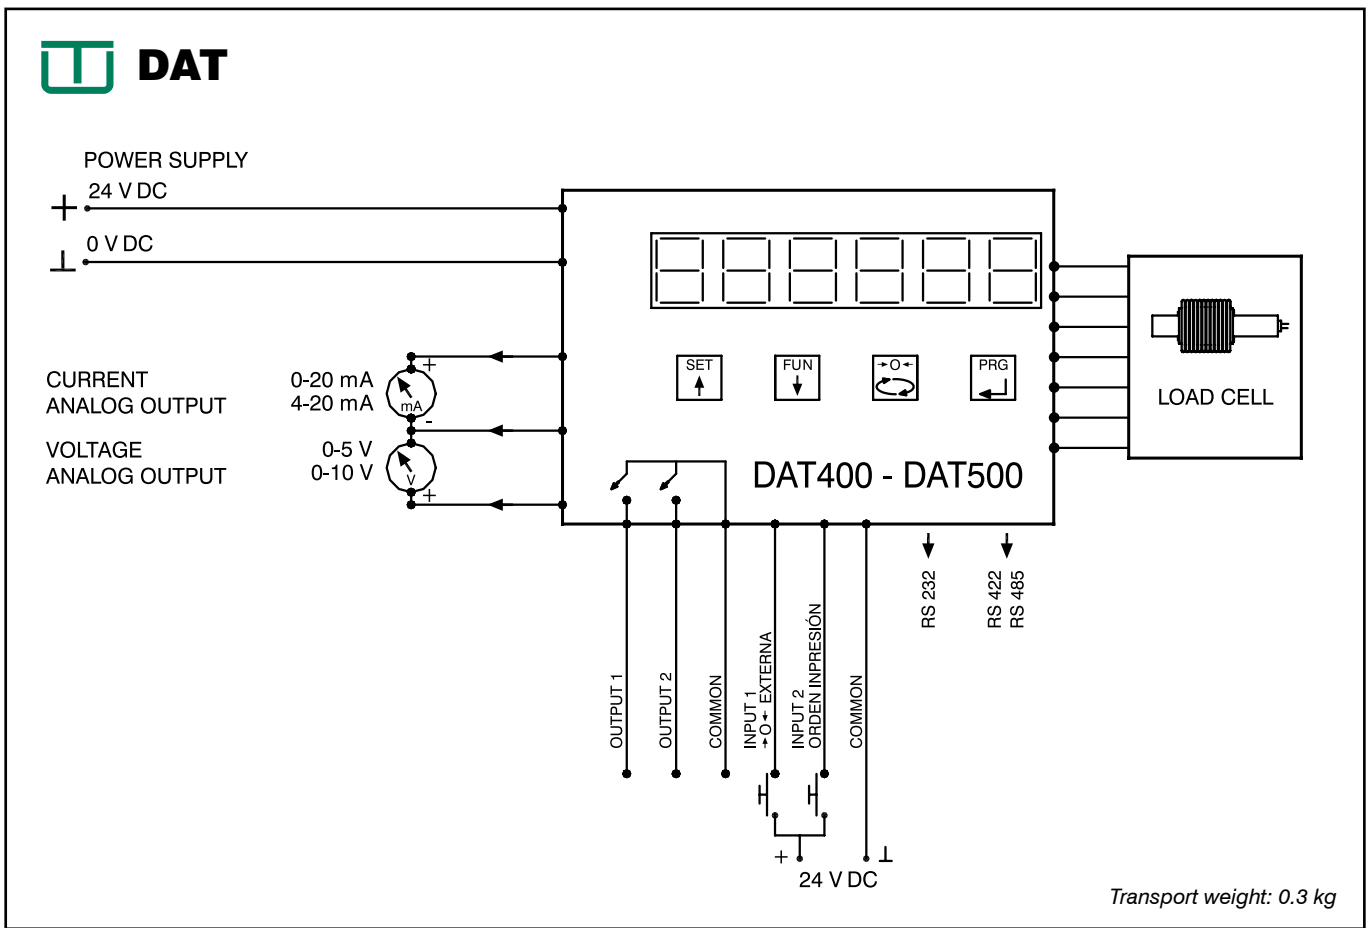 DAT
POWER SUPPLY
+ 24 V DC
0 V DC
CURRENT
ANALOG OUTPUT
0-20 mA
4-20 mA
+
mA
-
VOLTAGE
ANALOG OUTPUT
0-5 V
0-10 V
V
+
SET
FUN
→O←
PRG
LOAD CELL
DAT400 - DAT500
OUTPUT 1
OUTPUT 2
COMMON
INPUT 1
→O← EXTERNA
INPUT 2
ORDEN INPRESIÓN
COMMON
RS 232
RS 422
RS 485
+
24 V DC
Transport weight: 0.3 kg